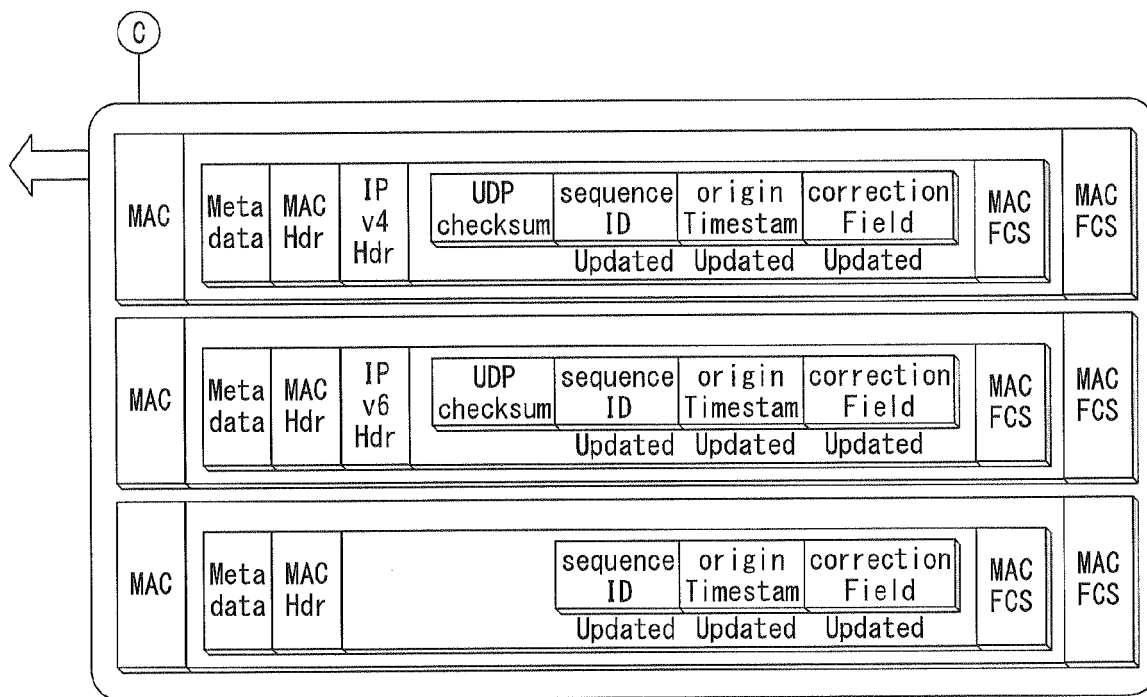 C
MAC
Meta
data
MAC
Hdr
IP
v4
Hdr
UDP
checksum
sequence
ID
origin
Timestam
correction
Field
Updated
Updated
Updated
MAC
FCS
MAC
FCS
MAC
Meta
data
MAC
Hdr
IP
v6
Hdr
UDP
checksum
sequence
ID
origin
Timestam
correction
Field
Updated
Updated
Updated
MAC
FCS
MAC
FCS
MAC
Meta
data
MAC
Hdr
sequence
ID
origin
Timestam
correction
Field
Updated
Updated
Updated
MAC
FCS
MAC
FCS